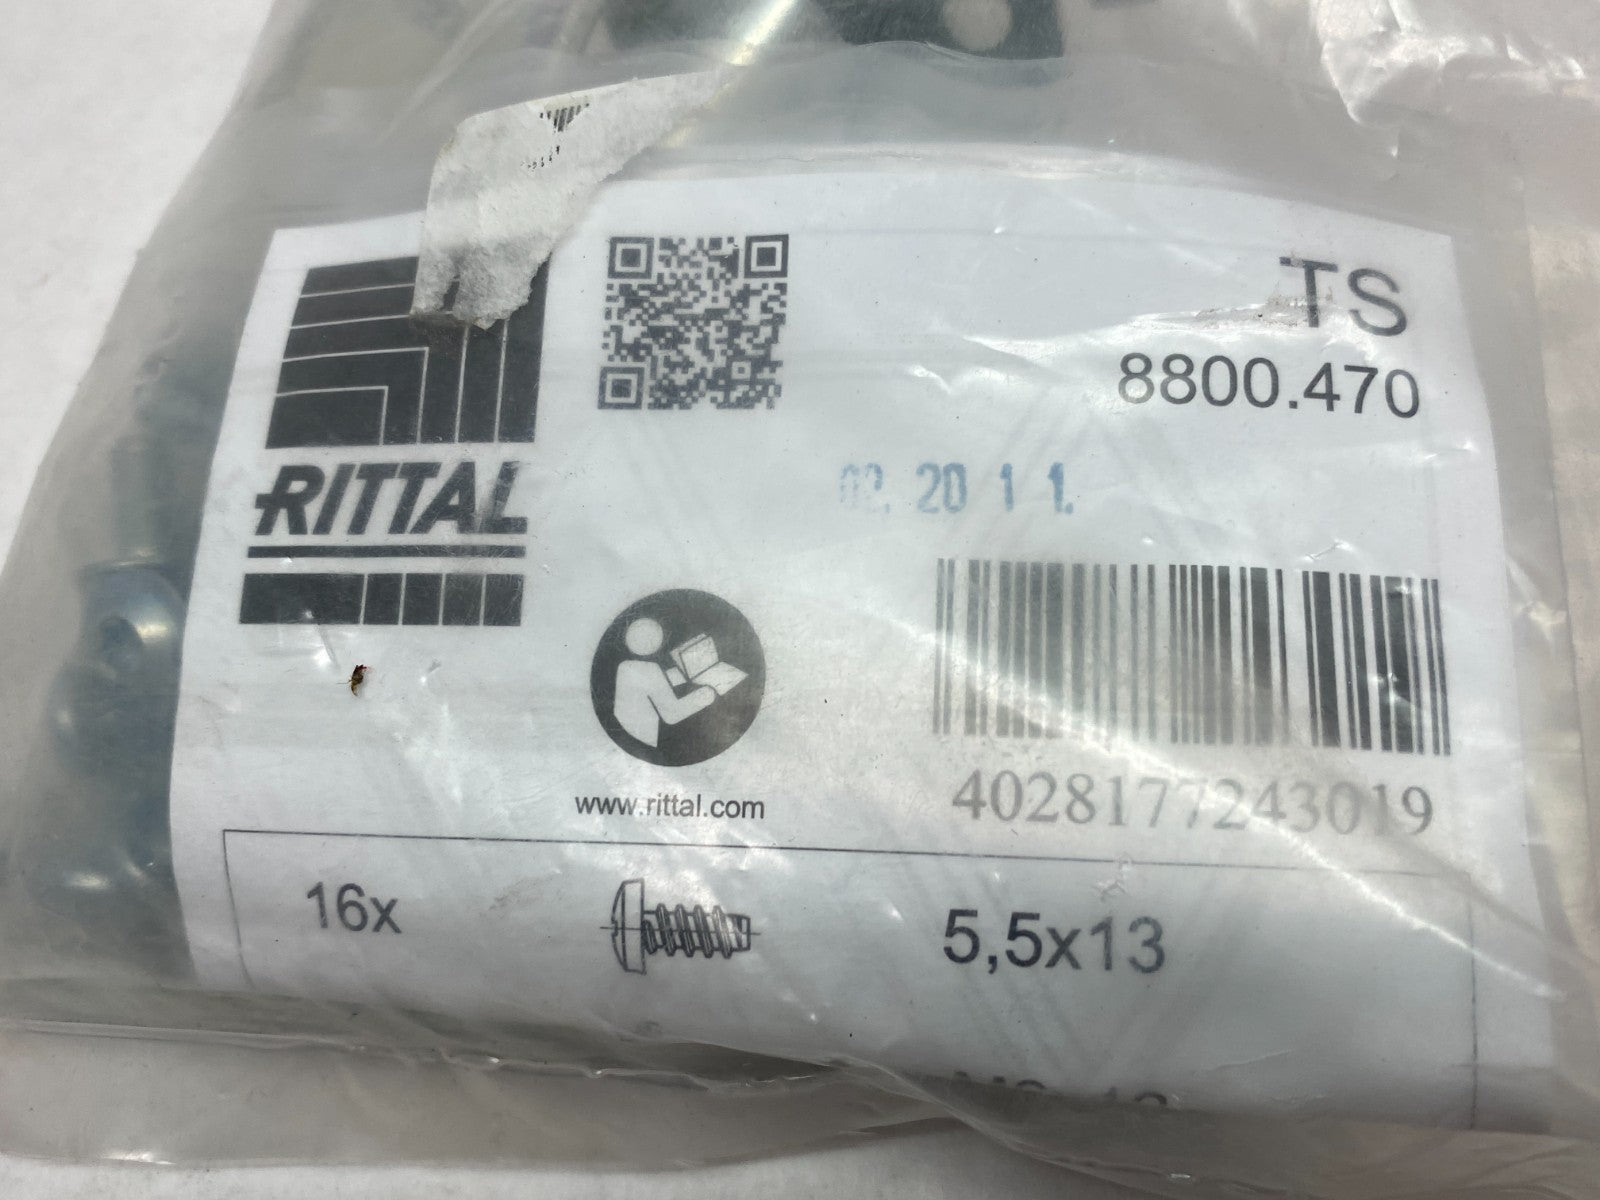 TS
8800.470
RITTAL
02. 20 1 1.
www.rittal.com
4028177243019
16x
5,5x13